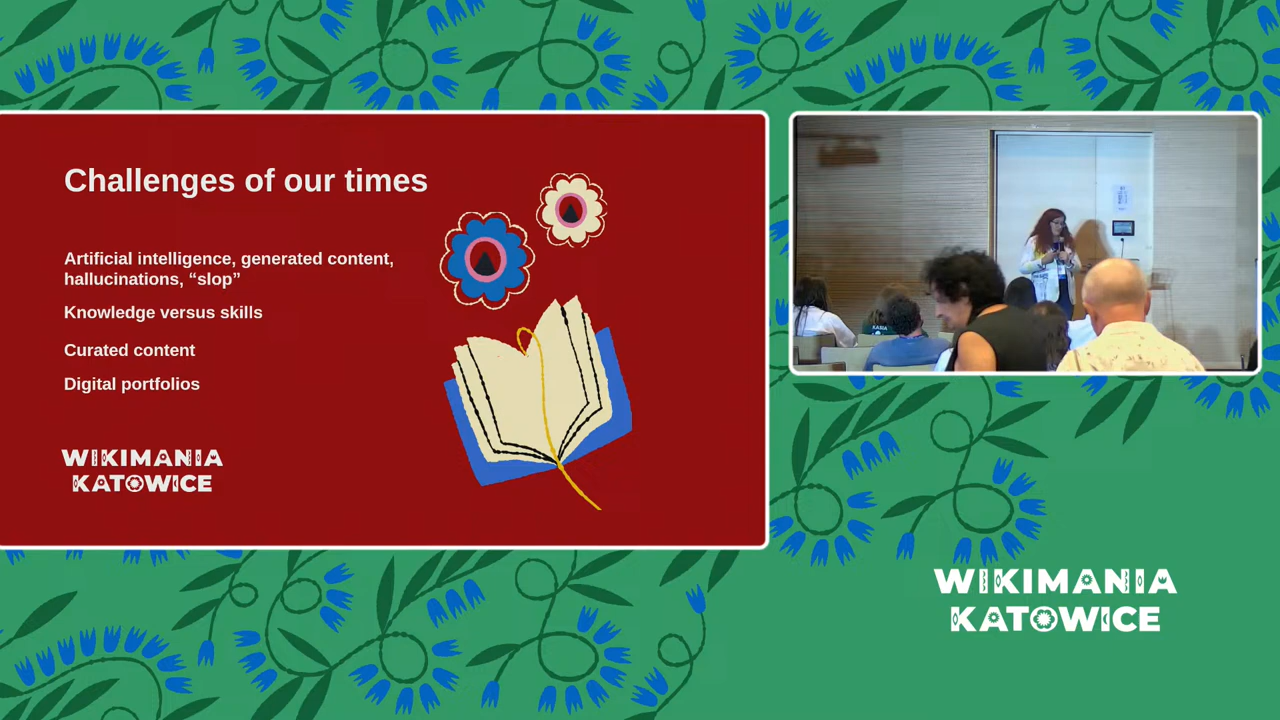 Challenges of our times
Artificial intelligence, generated content,
hallucinations, “slop”
Knowledge versus skills
Curated content
Digital portfolios
WIKIMANIA
KATOWICE
KASIA
WIKIMANIA
KATOWICE